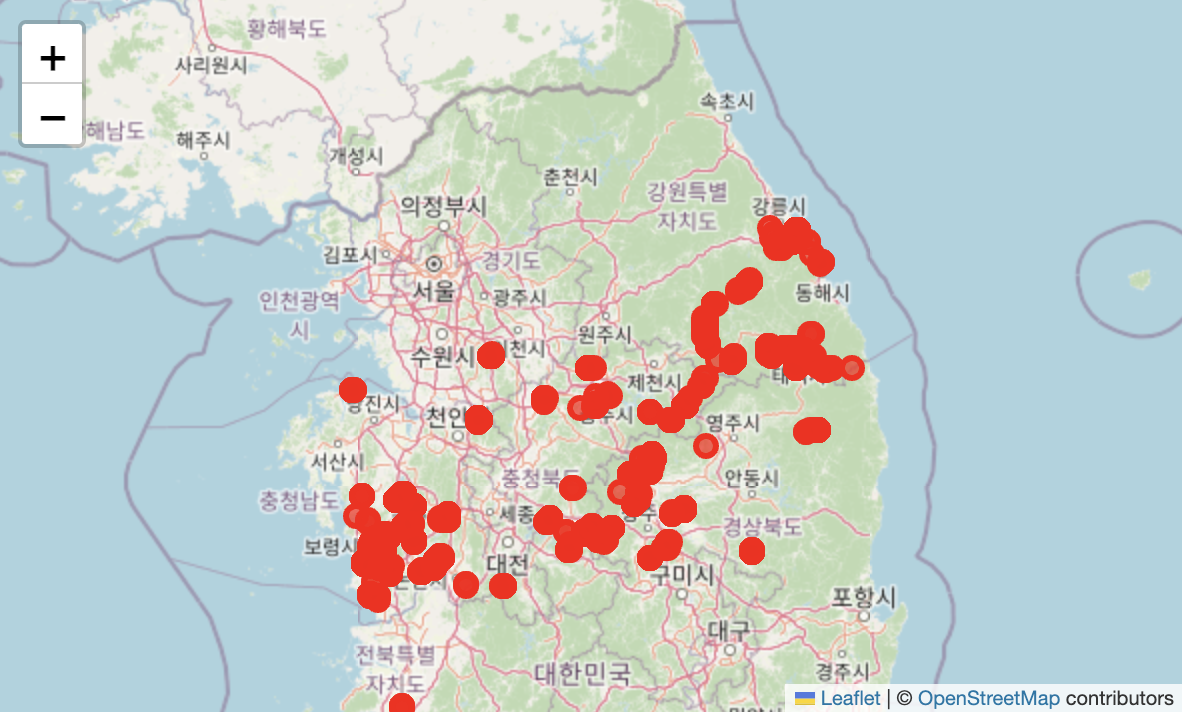 +
−
황해북도
사리원시
속초시
해남도
해주시
개성시
춘천시
강원특별
자치도
의정부시
강릉시
김포시
경기도
서울
광주시
동해시
인천광역
시
원주시
수원시
천시
제천시
진시
천안
영주시
서산시
충청북도
안동시
충청남도
세종
주
경상북도
보령시
대전
구미시
포항시
대구
전북특별
자치도
대한민국
경주시
Leaflet | © OpenStreetMap contributors